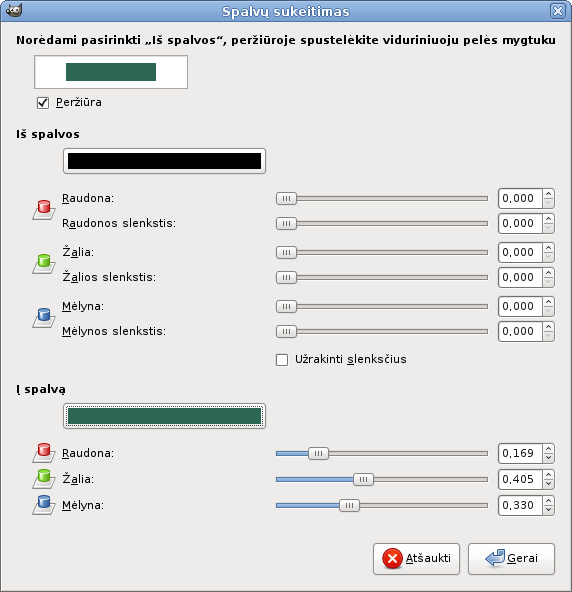 Spalvų sukeitimas
Norėdami pasirinkti „Iš spalvos“, peržiūroje spustelėkite viduriniuoju pelės mygtuku
Peržiūra
Iš spalvos
Raudona: 0,000
Raudonos slenkstis: 0,000
Žalia: 0,000
Žalios slenkstis: 0,000
Mėlyna: 0,000
Mėlynos slenkstis: 0,000
Užrakinti slenksčius
Į spalvą
Raudona: 0,169
Žalia: 0,405
Mėlyna: 0,330
Atšaukti Gerai